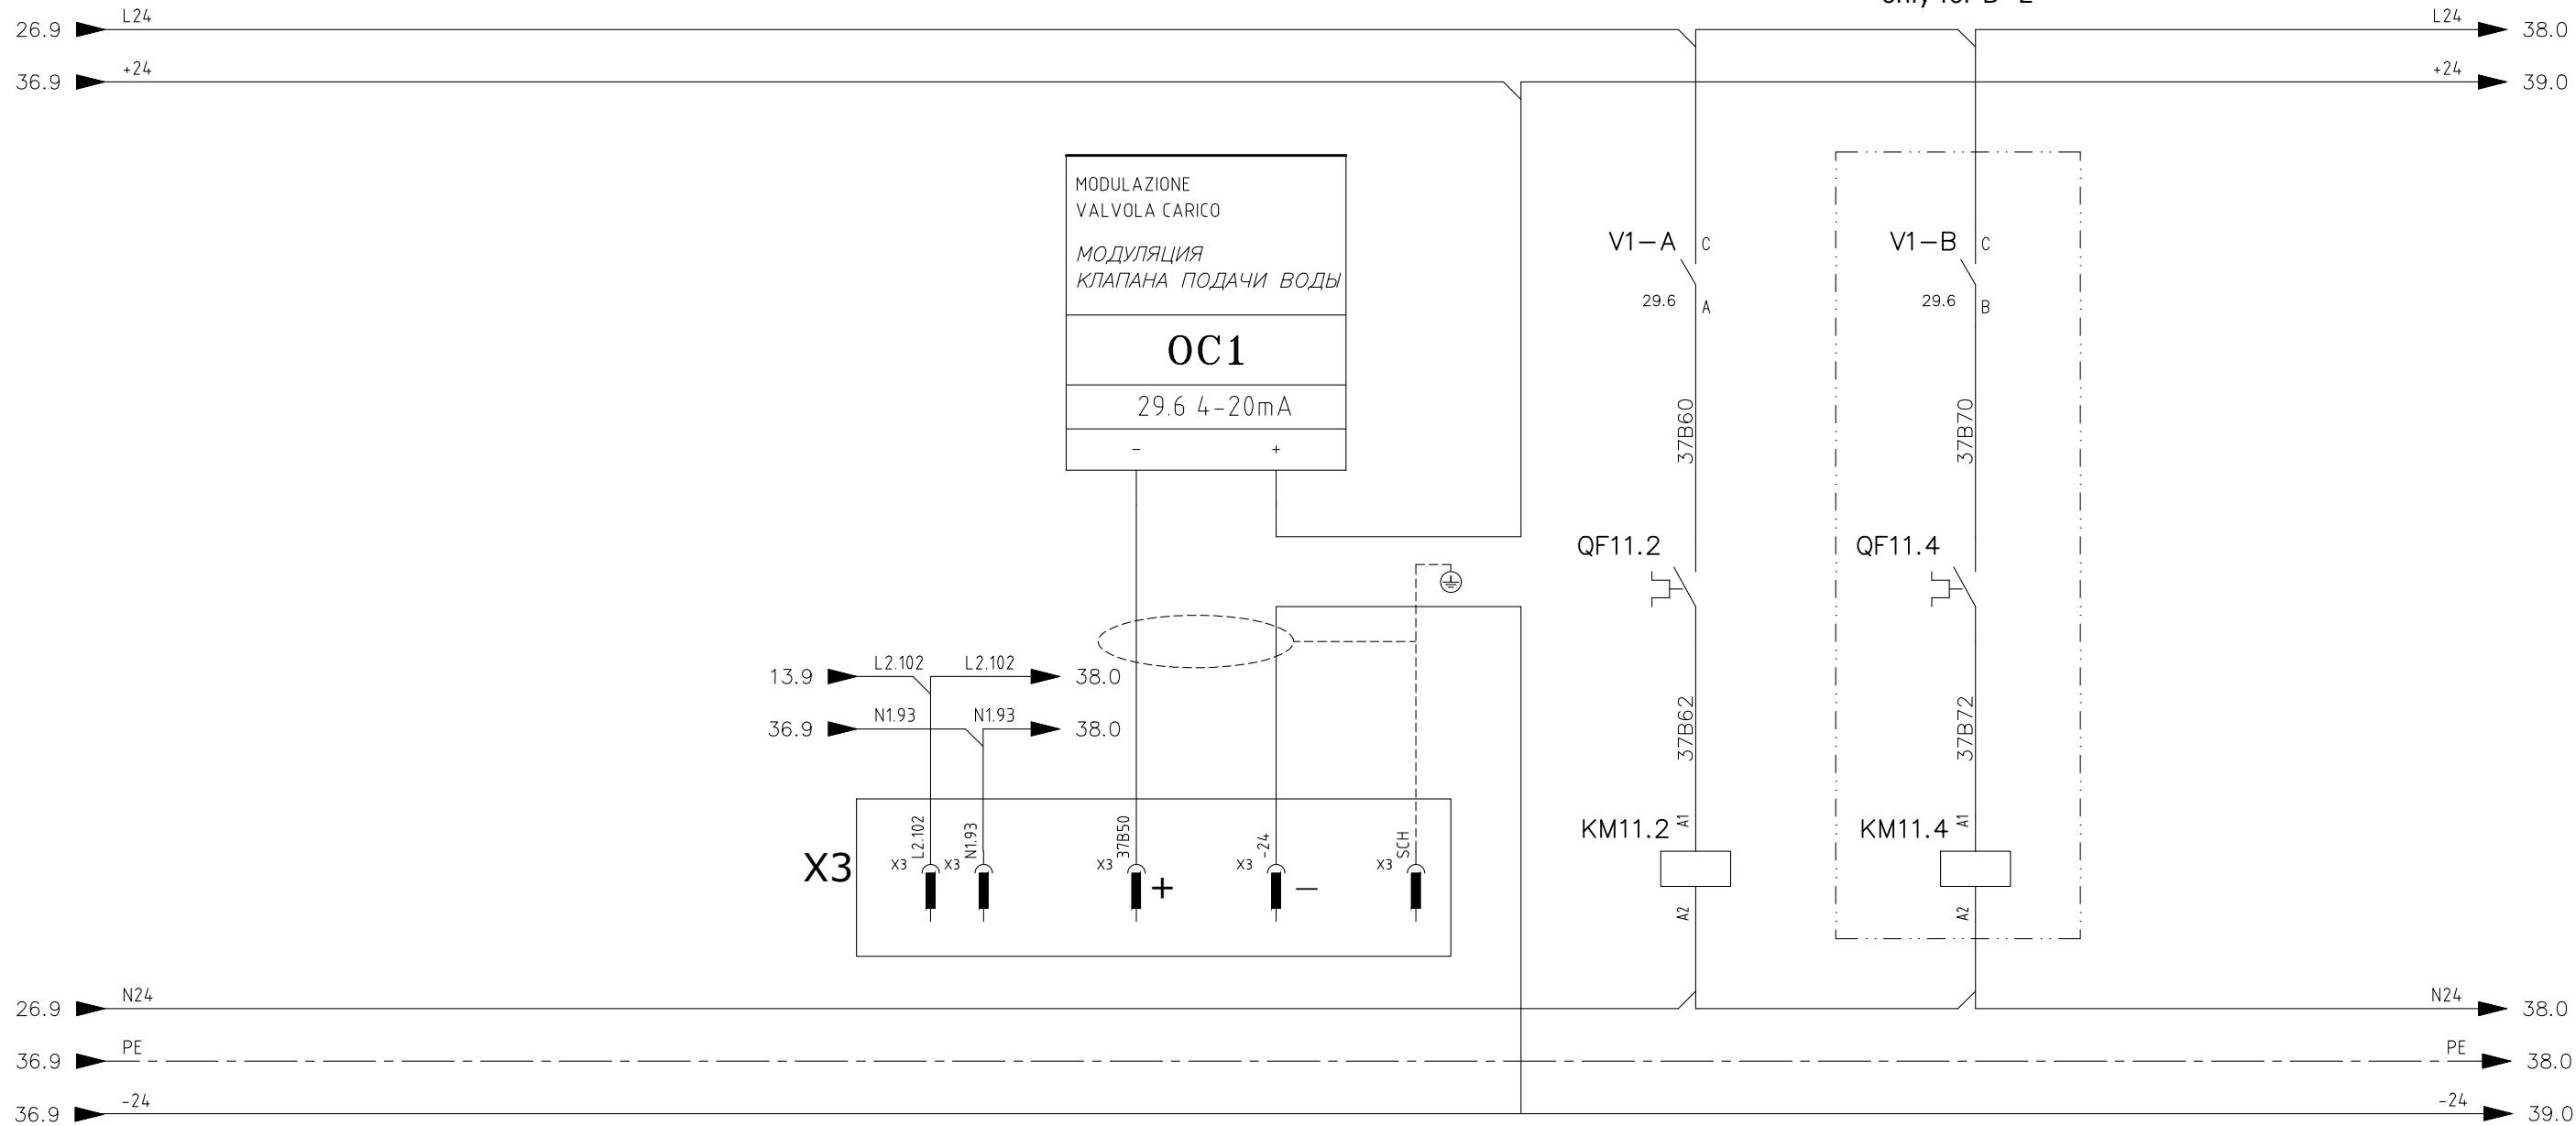 only for B-2
26.9 L24 L24 38.0
36.9 +24 +24 39.0
MODULAZIONE
VALVOLA CARICO
МОДУЛЯЦИЯ
КЛАПАНА ПОДАЧИ ВОДЫ
OC1
29.6 4-20mA
- +
V1-A C
29.6 A
V1-B C
29.6 B
37B60
37B70
QF11.2
QF11.4
13.9 L2.102 L2.102 38.0
36.9 N1.93 N1.93 38.0
37B62
37B72
X3
X3 L2.102
X3 N1.93
X3 37B50 +
X3 -24 -
X3 SCH
KM11.2 A1
A2
KM11.4 A1
A2
26.9 N24 N24 38.0
36.9 PE PE 38.0
36.9 -24 -24 39.0